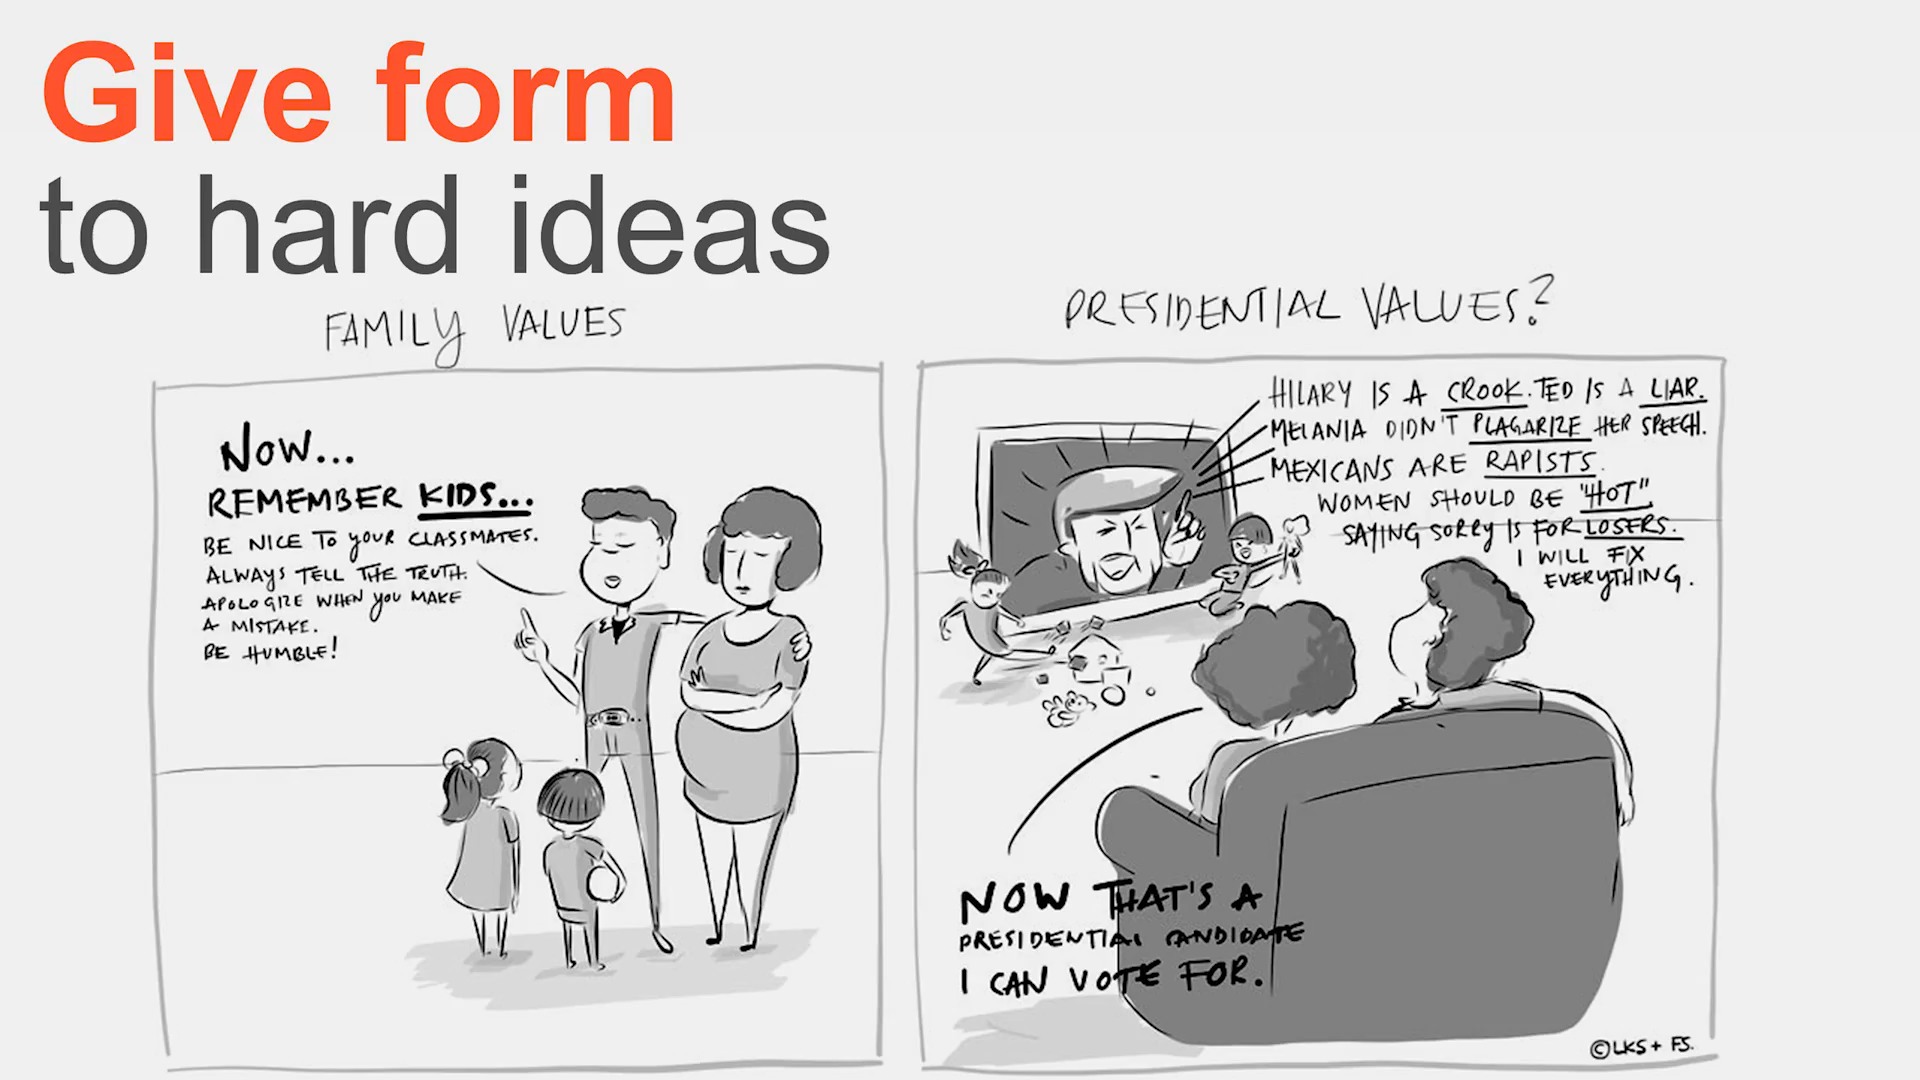 Give form
to hard ideas
FAMILY VALUES
NOW...
REMEMBER KIDS...
BE NICE TO YOUR CLASSMATES.
ALWAYS TELL THE TRUTH.
APOLOGIZE WHEN YOU MAKE
A MISTAKE.
BE HUMBLE!
PRESIDENTIAL VALUES?
HILARY IS A CROOK. TED IS A LIAR.
MELANIA DIDN'T PLAGARIZE HER SPEECH.
MEXICANS ARE RAPISTS.
WOMEN SHOULD BE "HOT"
SAYING SORRY IS FOR LOSERS.
I WILL FIX
EVERYTHING.
NOW THAT'S A
PRESIDENTIAL CANDIDATE
I CAN VOTE FOR.
©LKS + FS.